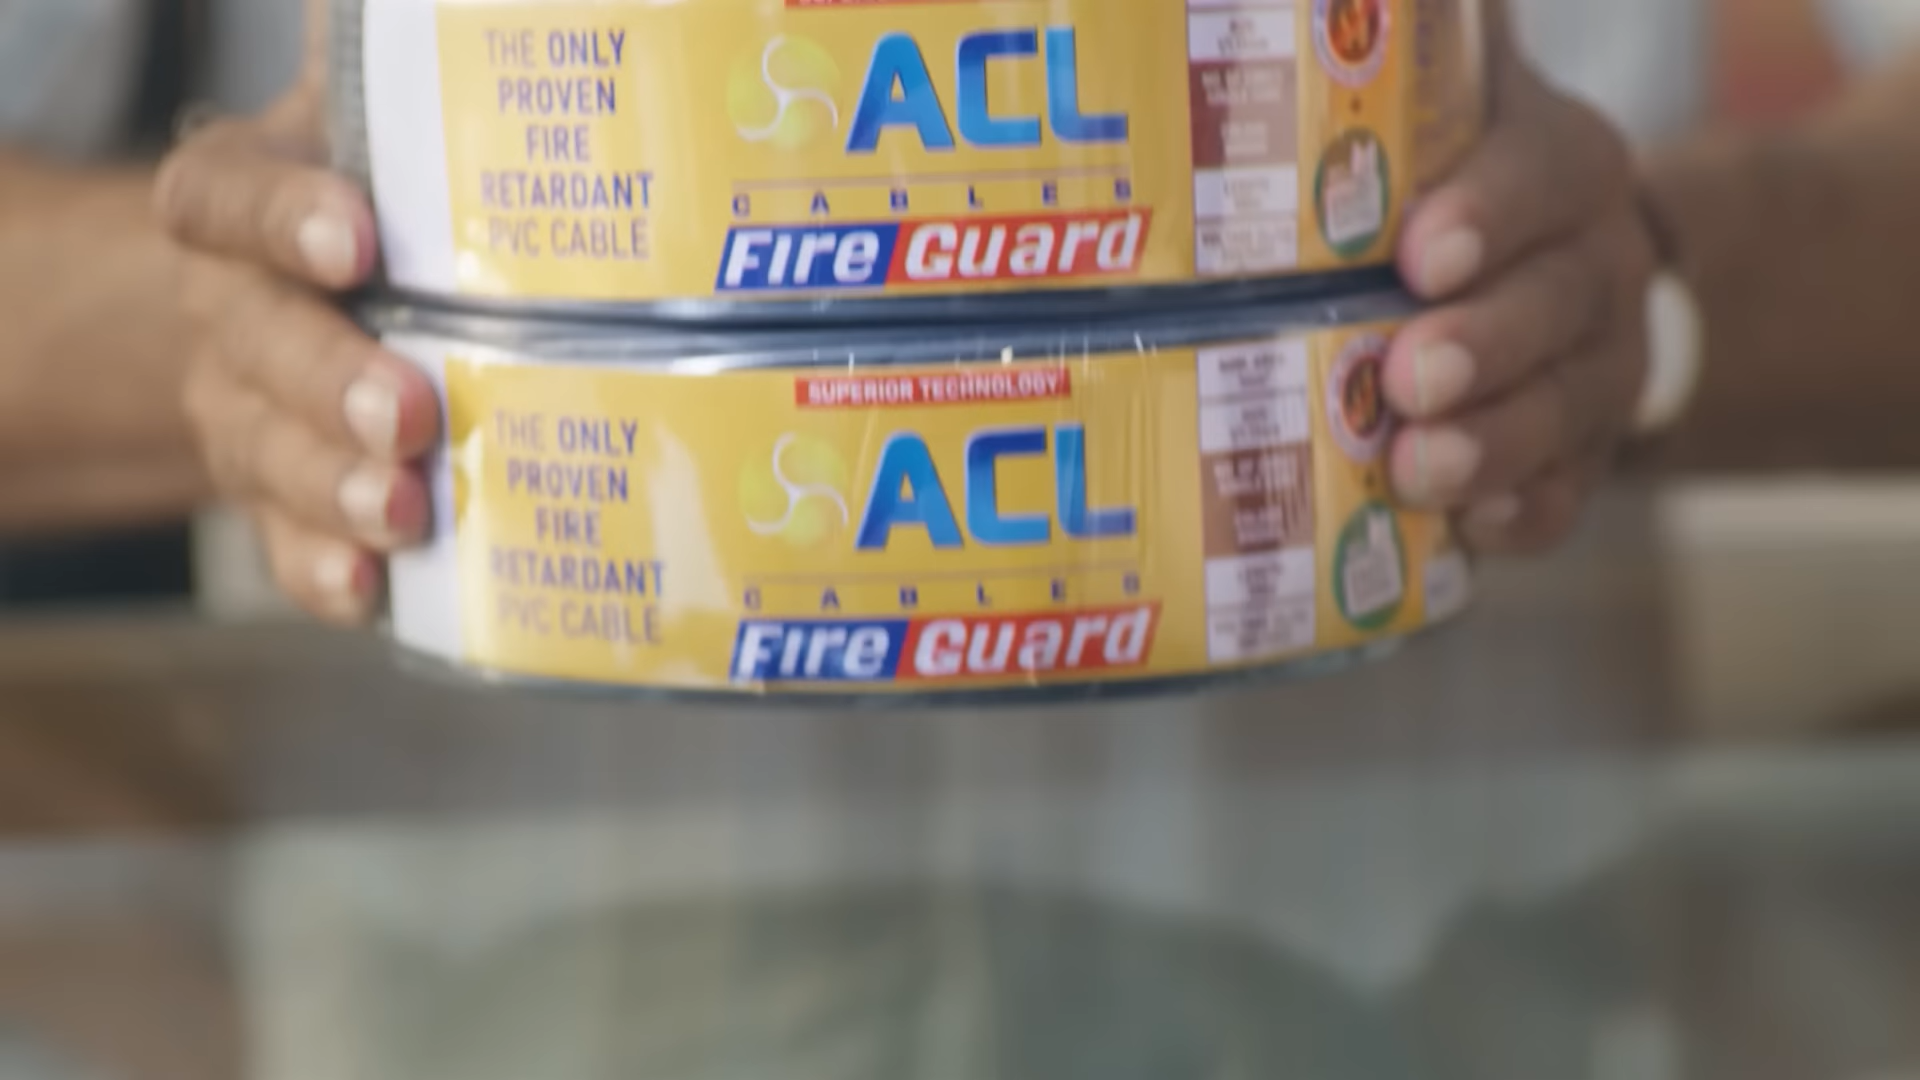 THE ONLY
PROVEN
FIRE
RETARDANT
PVC CABLE
ACL
CABLES
Fire Guard
SUPERIOR TECHNOLOGY
THE ONLY
PROVEN
FIRE
RETARDANT
PVC CABLE
ACL
CABLES
Fire Guard